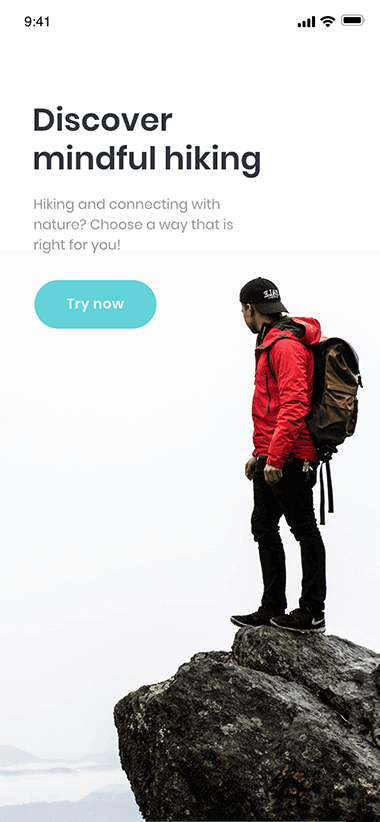 9:41
Discover
mindful hiking
Hiking and connecting with
nature? Choose a way that is
right for you!
Try now